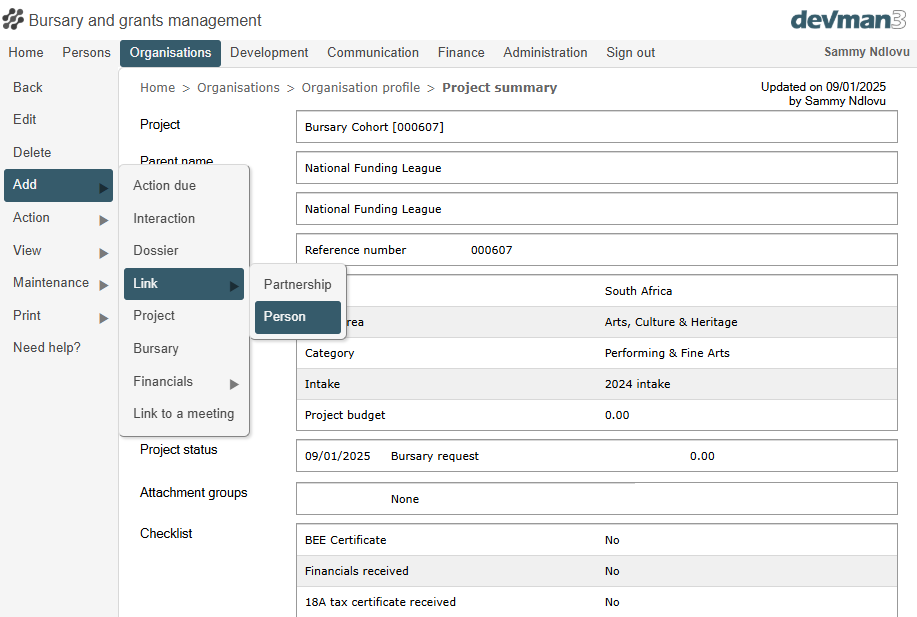 Bursary and grants management
devman3
Home Persons Organisations Development Communication Finance Administration Sign out Sammy Ndlovu
Back
Edit
Delete
Add
Action
View
Maintenance
Print
Need help?
Action due
Interaction
Dossier
Link
Project
Bursary
Financials
Link to a meeting
Partnership
Person
Home > Organisations > Organisation profile > Project summary
Updated on 09/01/2025
by Sammy Ndlovu
Project Bursary Cohort [000607]
Parent name National Funding League
National Funding League
Reference number 000607
South Africa
rea Arts, Culture & Heritage
Category Performing & Fine Arts
Intake 2024 intake
Project budget 0.00
Project status 09/01/2025 Bursary request 0.00
Attachment groups None
Checklist BEE Certificate No
Financials received No
18A tax certificate received No